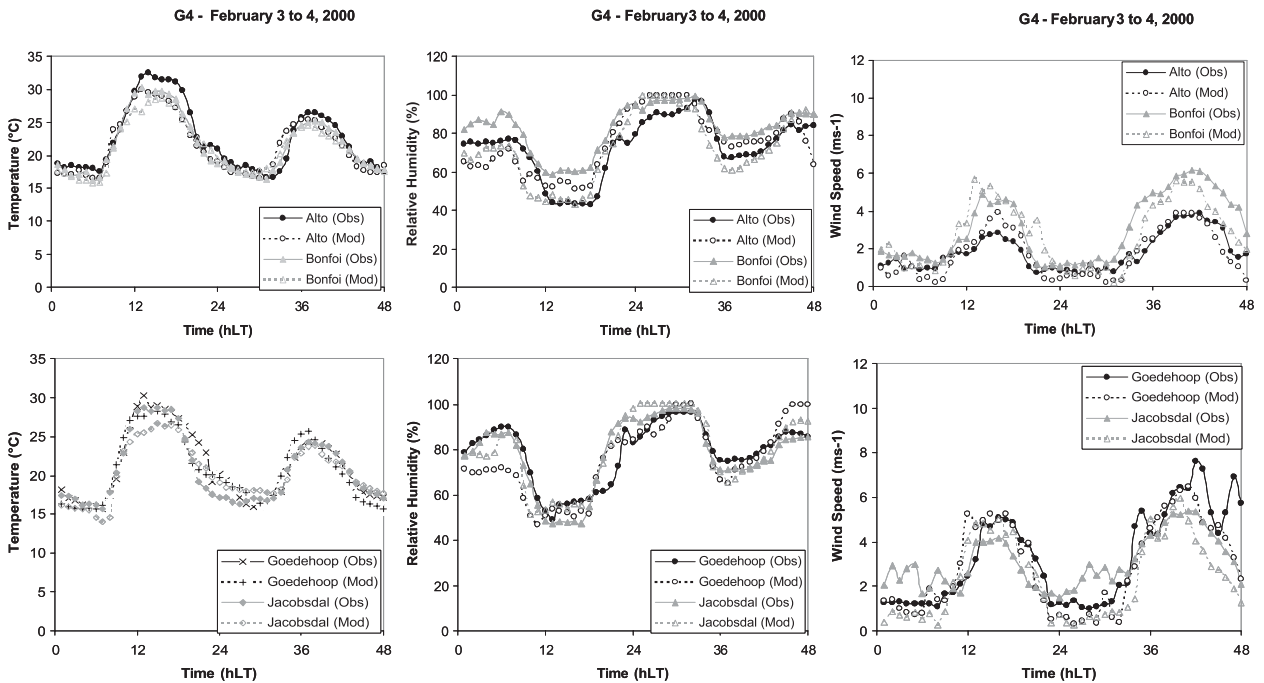 G4 - February 3 to 4, 2000
G4 - February3 to 4, 2000
G4 - February3 to 4, 2000
35
30
25
20
15
10
5
0
Temperature (°C)
0
12
24
36
48
Time (hLT)
Alto (Obs)
Alto (Mod)
Bonfoi (Obs)
Bonfoi (Mod)
120
100
80
60
40
20
0
Relative Humidity (%)
0
12
24
36
48
Time (hLT)
Alto (Obs)
Alto (Mod)
Bonfoi (Obs)
Bonfoi (Mod)
12
10
8
6
4
2
0
Wind Speed (ms-1)
0
12
24
36
48
Time (hLT)
Alto (Obs)
Alto (Mod)
Bonfoi (Obs)
Bonfoi (Mod)
35
30
25
20
15
10
5
0
Temperature (°C)
0
12
24
36
48
Time (hLT)
Goedehoop (Obs)
Goedehoop (Mod)
Jacobsdal (Obs)
Jacobsdal (Mod)
120
100
80
60
40
20
0
Relative Humidity (%)
0
12
24
36
48
Time (hLT)
Goedehoop (Obs)
Goedehoop (Mod)
Jacobsdal (Obs)
Jacobsdal (Mod)
12
10
8
6
4
2
0
Wind Speed (ms-1)
0
12
24
36
48
Time (hLT)
Goedehoop (Obs)
Goedehoop (Mod)
Jacobsdal (Obs)
Jacobsdal (Mod)